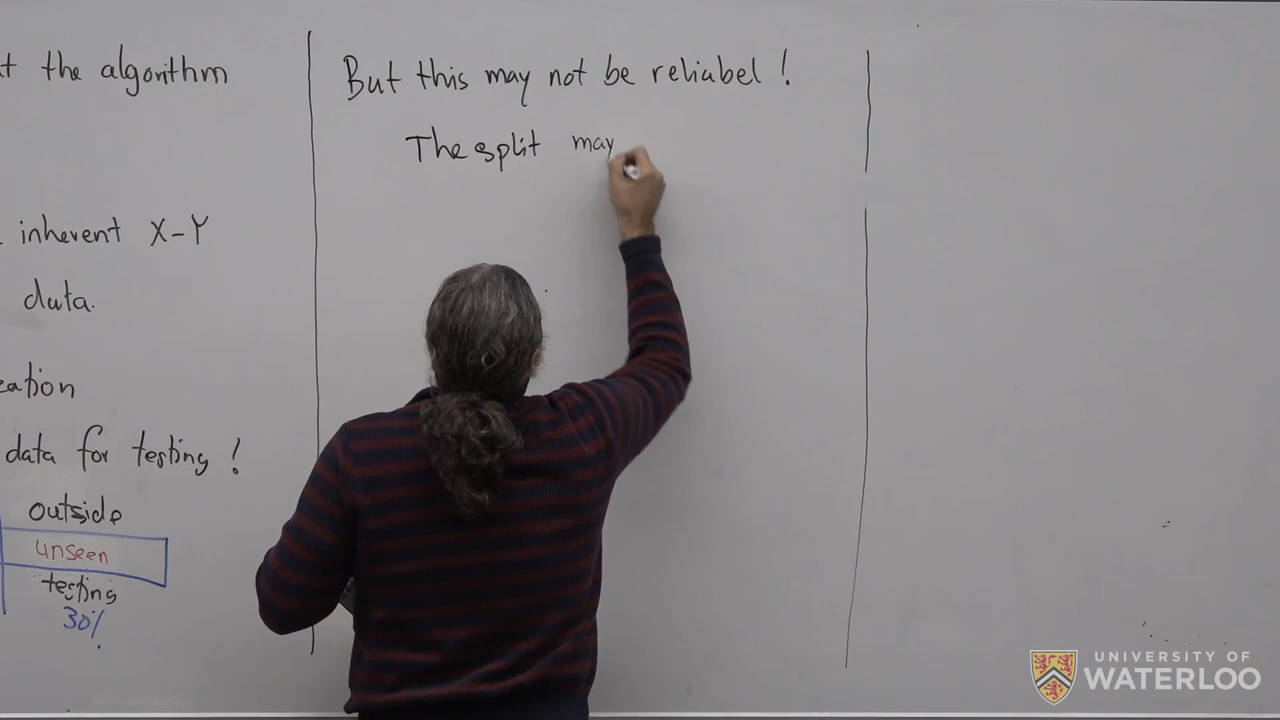 t the algorithm
inherent X-Y
data.
zation
data for testing !
outside
unseen
testing
30%
But this may not be reliabel !
The split may
UNIVERSITY OF
WATERLOO